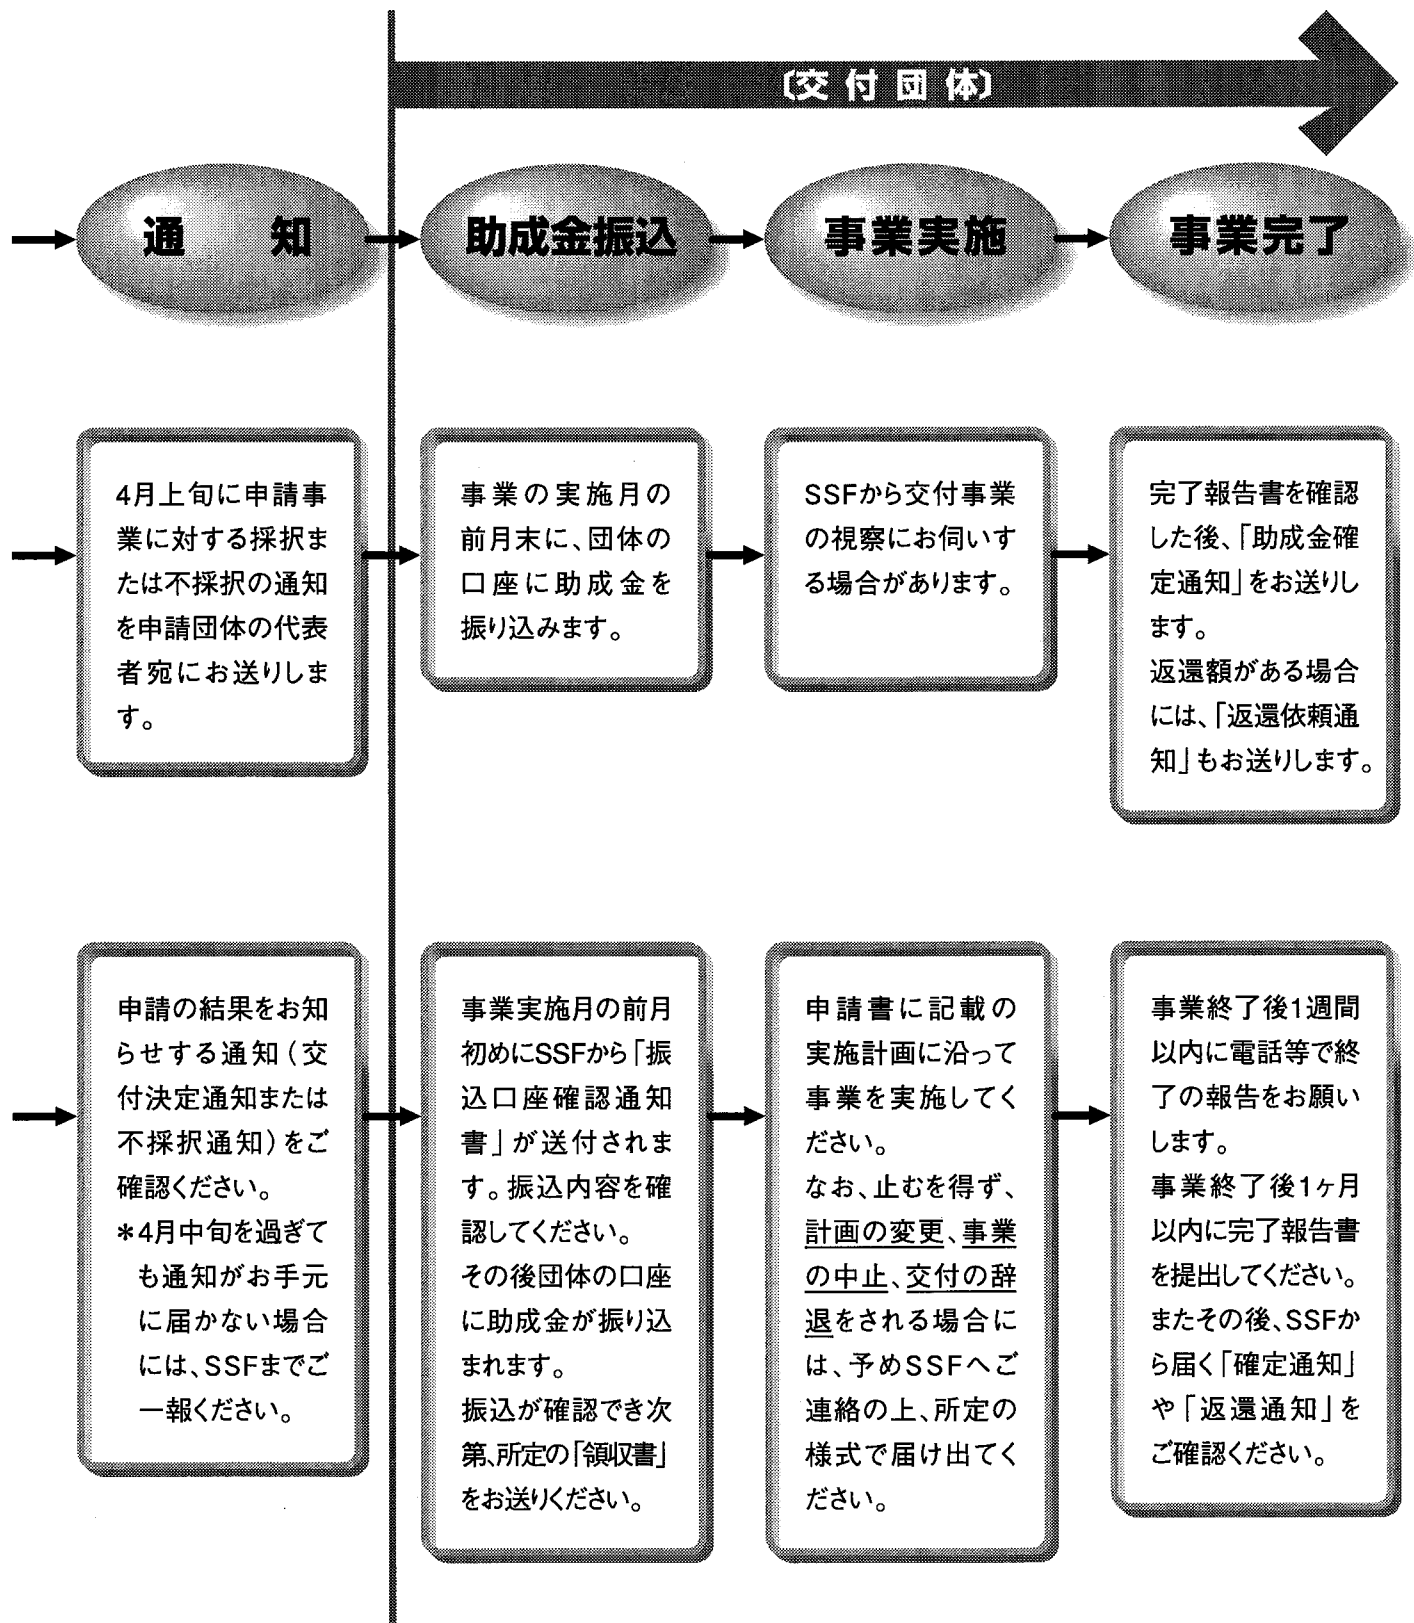 〔交付団体〕
通 知
助成金振込
事業実施
事業完了
4月上旬に申請事
業に対する採択ま
たは不採択の通知
を申請団体の代表
者宛にお送りしま
す。
事業の実施月の
前月末に、団体の
口座に助成金を
振り込みます。
SSFから交付事業
の視察にお伺いす
る場合があります。
完了報告書を確認
した後、「助成金確
定通知」をお送りし
ます。
返還額がある場合
には、「返還依頼通
知」もお送りします。
申請の結果をお知
らせする通知(交
付決定通知または
不採択通知)をご
確認ください。
*4月中旬を過ぎて
も通知がお手元
に届かない場合
には、SSFまでご
一報ください。
事業実施月の前月
初めにSSFから「振
込口座確認通知
書」が送付されま
す。振込内容を確
認してください。
その後団体の口座
に助成金が振り込
まれます。
振込が確認でき次
第、所定の「領収書」
をお送りください。
申請書に記載の
実施計画に沿って
事業を実施してく
ださい。
なお、止むを得ず、
計画の変更、事業
の中止、交付の辞
退をされる場合に
は、予めSSFへご
連絡の上、所定の
様式で届け出てく
ださい。
事業終了後1週間
以内に電話等で終
了の報告をお願い
します。
事業終了後1ヶ月
以内に完了報告書
を提出してください。
またその後、SSFか
ら届く「確定通知」
や「返還通知」を
ご確認ください。